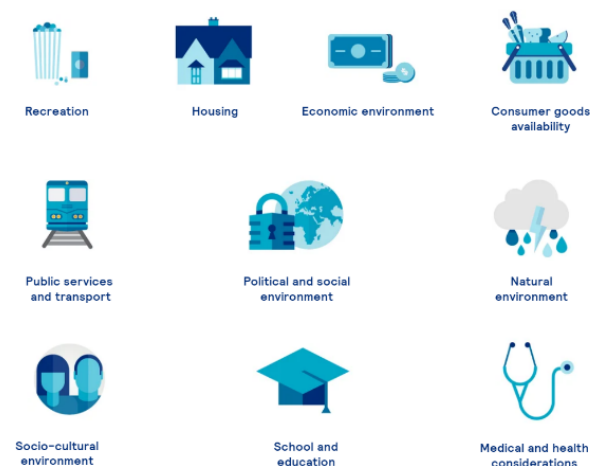 Recreation
Housing
Economic environment
Consumer goods
availability
Public services
and transport
Political and social
environment
Natural
environment
Socio-cultural
environment
School and
education
Medical and health
considerations